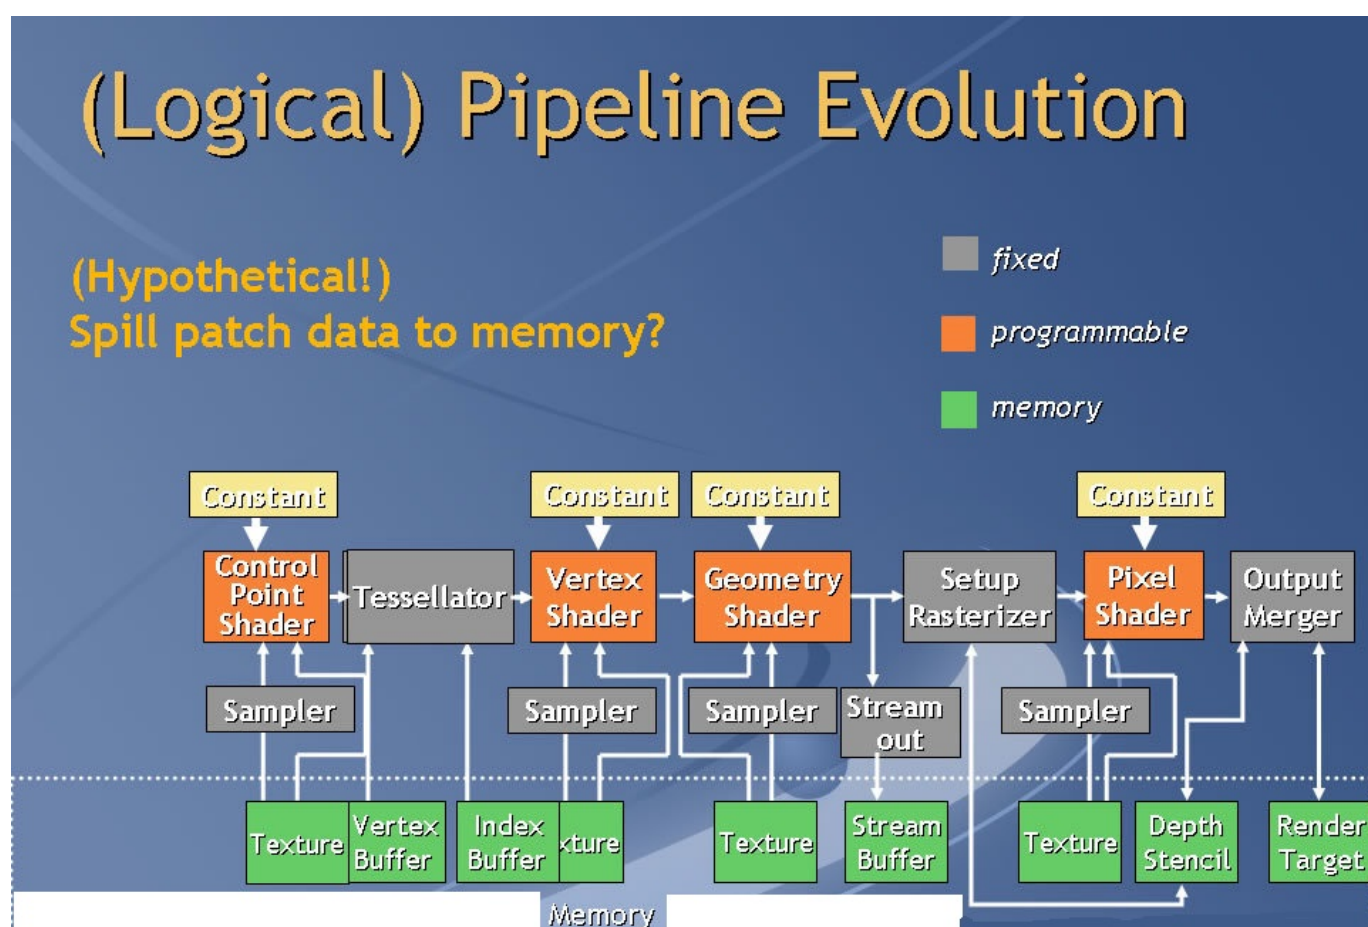 (Logical) Pipeline Evolution
(Hypothetical!)
Spill patch data to memory?
fixed
programmable
memory
Constant
Constant
Constant
Constant
Control
Point
Shader
Tessellator
Vertex
Shader
Geometry
Shader
Setup
Rasterizer
Pixel
Shader
Output
Merger
Sampler
Sampler
Sampler
Stream
out
Sampler
Texture
Vertex
Buffer
Index
Buffer
xture
Texture
Stream
Buffer
Texture
Depth
Stencil
Render
Target
Memory